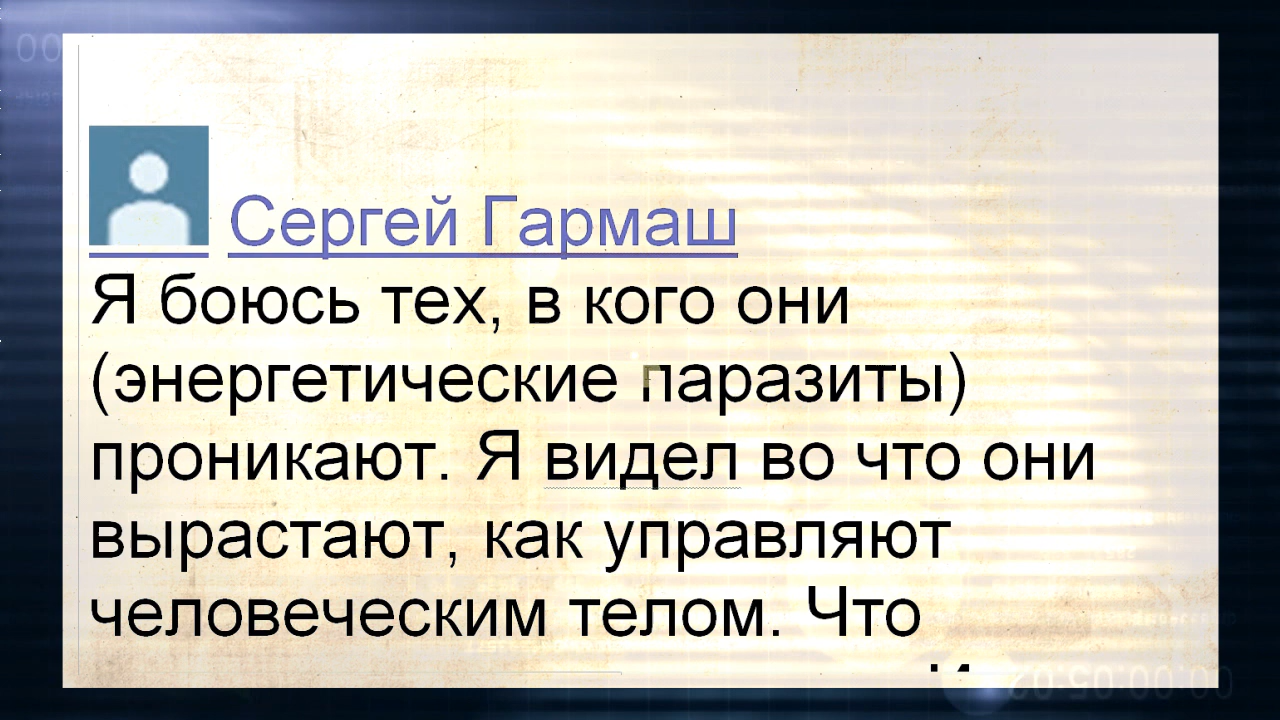 Сергей Гармаш
Я боюсь тех, в кого они
(энергетические паразиты)
проникают. Я видел во что они
вырастают, как управляют
человеческим телом. Что